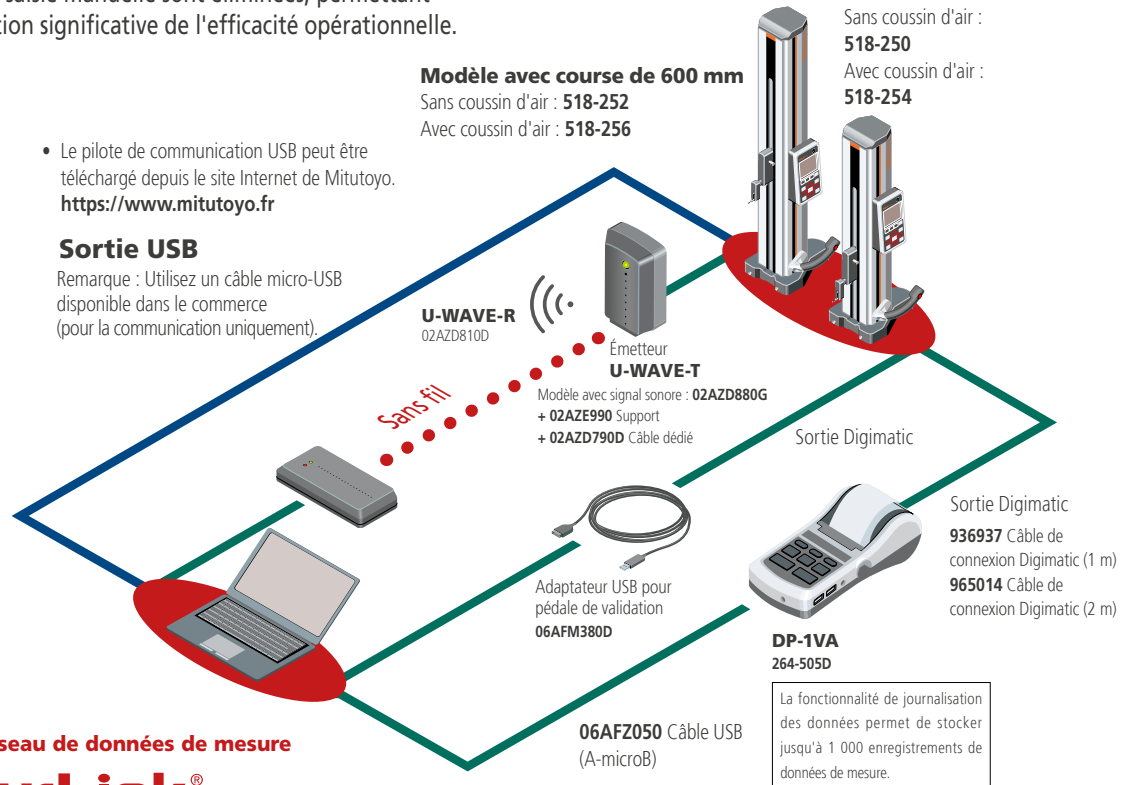 saisie manuelle sont éliminées, permettant
tion significative de l'efficacité opérationnelle.
Sans coussin d'air :
518-250
Avec coussin d'air :
518-254
Modèle avec course de 600 mm
Sans coussin d'air : 518-252
Avec coussin d'air : 518-256
• Le pilote de communication USB peut être
téléchargé depuis le site Internet de Mitutoyo.
https://www.mitutoyo.fr
Sortie USB
Remarque : Utilisez un câble micro-USB
disponible dans le commerce
(pour la communication uniquement).
U-WAVE-R
02AZD810D
Émetteur
U-WAVE-T
Modèle avec signal sonore : 02AZD880G
+ 02AZE990 Support
+ 02AZD790D Câble dédié
Sans fil
Sortie Digimatic
Sortie Digimatic
936937 Câble de
connexion Digimatic (1 m)
965014 Câble de
connexion Digimatic (2 m)
Adaptateur USB pour
pédale de validation
06AFM380D
DP-1VA
264-505D
La fonctionnalité de journalisation
des données permet de stocker
jusqu'à 1 000 enregistrements de
données de mesure.
06AFZ050 Câble USB
(A-microB)
seau de données de mesure